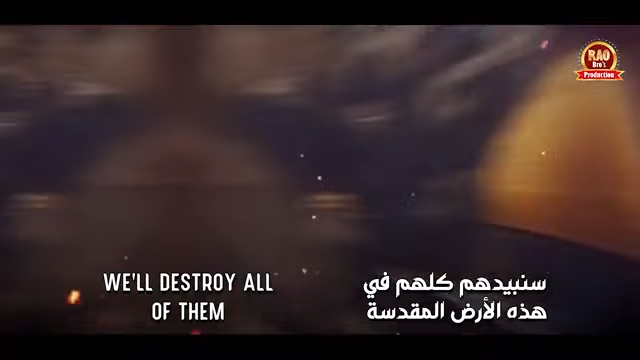 RAO
Bro's
Production
WE'LL DESTROY ALL
OF THEM
سنبيدهم كلهم في
هذه الأرض المقدسة